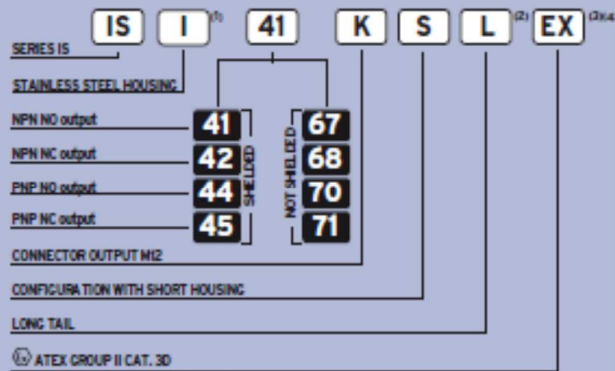 IS I (1) 41 K S L (2) EX (3)(4)
SERIES IS
STAINLESS STEEL HOUSING
NPN NO output 41 67
NPN NC output 42 68
PNP NO output 44 70
PNP NC output 45 71
SHIELDED
NOT SHIELDED
CONNECTOR OUTPUT M12
CONFIGURATION WITH SHORT HOUSING
LONG TAIL
Ex ATEX GROUP II CAT. 3D